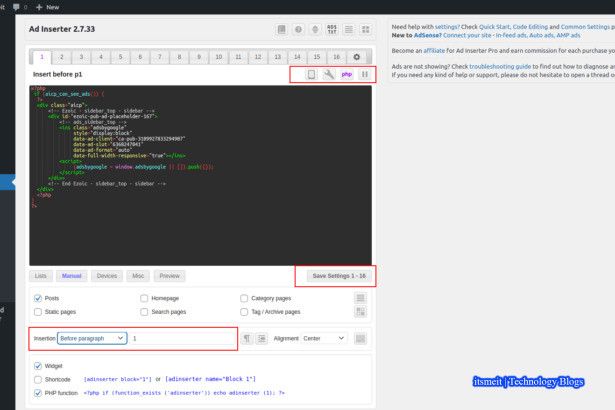 0 + New
Ad Inserter 2.7.33
ADS
TXT
1 2 3 4 5 6 7 8 9 10 11 12 13 14 15 16
Insert before p1
php
<?php
if (aicp_can_see_ads()) {
?>
<div class="aicp">
<!-- Ezoic - sidebar_top - sidebar -->
<div id="ezoic-pub-ad-placeholder-167">
<!-- ads_sidebar_top -->
<ins class="adsbygoogle"
style="display:block"
data-ad-client="ca-pub-3109927833294907"
data-ad-slot="6360247041"
data-ad-format="auto"
data-full-width-responsive="true"></ins>
<script>
(adsbygoogle = window.adsbygoogle || []).push({});
</script>
</div>
<!-- End Ezoic - sidebar_top - sidebar -->
</div>
<?php
}
?>
Lists Manual Devices Misc Preview Save Settings 1 - 16
Posts Homepage Category pages
Static pages Search pages Tag / Archive pages
Insertion Before paragraph 1 Alignment Center
Widget
Shortcode [adinserter block="1"] or [adinserter name="Block 1"]
PHP function <?php if (function_exists ('adinserter')) echo adinserter (1); ?>
Need help with settings? Check Quick Start, Code Editing and Common Settings p
New to AdSense? Connect your site - In-feed ads, Auto ads, AMP ads
Become an affiliate for Ad Inserter Pro and earn commission for each purchase yo
Ads are not showing? Check troubleshooting guide to find out how to diagnose an
If you need any kind of help or support, please do not hesitate to open a thread o
itsmeit | Technology Blogs